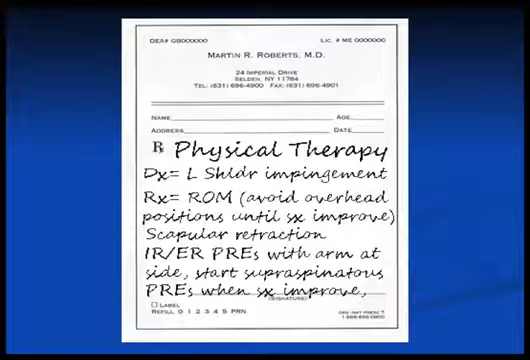 DEA# GB000000 LIC. # ME 0000000
MARTIN R. ROBERTS, M.D.
24 IMPERIAL DRIVE
SELDEN, NY 11784
TEL: (631) 696-4900 FAX: (631) 696-4901
NAME AGE
ADDRESS DATE
℞ Physical Therapy
Dx= L Shldr impingement
Rx= ROM (avoid overhead
positions until sx improve)
Scapular retraction
IR/ER PREs with arm at
side, start supraspinatous
PREs when sx improve,
(SIGNATURE)
☐ LABEL
REFILL 0 1 2 3 4 5 PRN